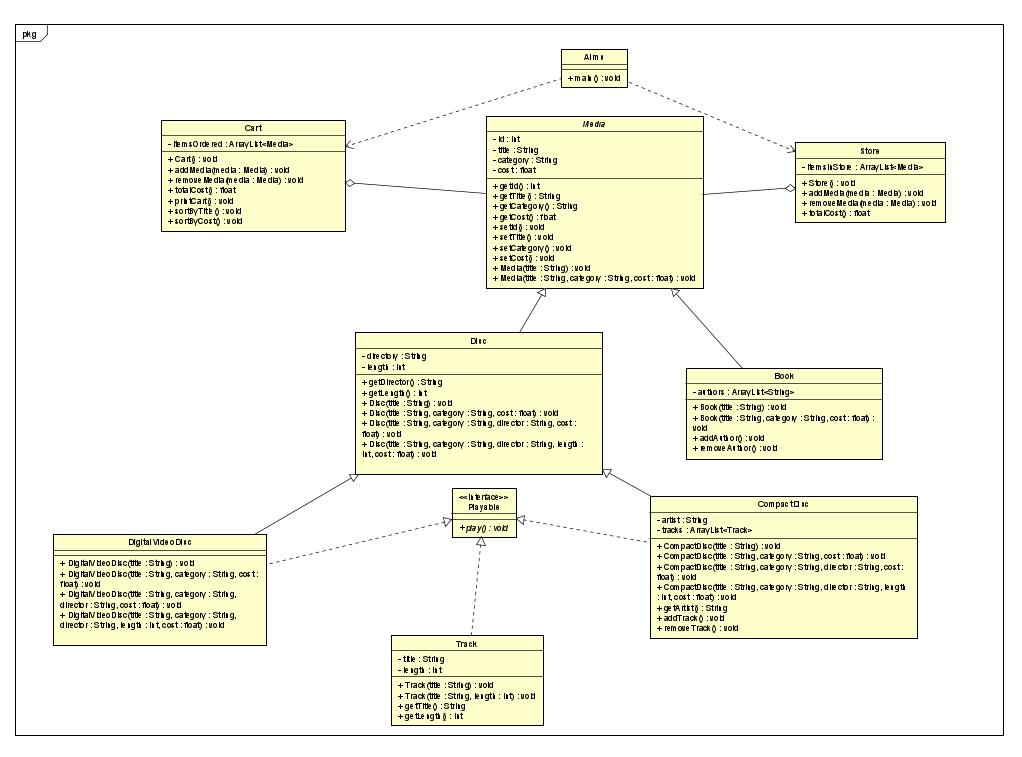 pkg
Aims
+ main() : void
Cart
- itemsOrdered : ArrayList<Media>
+ Cart() : void
+ addMedia(media : Media) : void
+ removeMedia(media : Media) : void
+ totalCost() : float
+ printCart() : void
+ sortByTitle () : void
+ sortByCost() : void
Media
- id : int
- title : String
- category : String
- cost : float
+ getId() : int
+ getTitle() : String
+ getCategory() : String
+ getCost() : float
+ setId() : void
+ setTitle() : void
+ setCategory() : void
+ setCost() : void
+ Media(title : String) : void
+ Media(title : String, category : String, cost : float) : void
Store
- itemsInStore : ArrayList<Media>
+ Store() : void
+ addMedia(media : Media) : void
+ removeMedia(media : Media) : void
+ totalCost() : float
Disc
- directory : String
- length : int
+ getDirector() : String
+ getLength() : int
+ Disc(title : String) : void
+ Disc(title : String, category : String, cost : float) : void
+ Disc(title : String, category : String, director : String, cost :
float) : void
+ Disc(title : String, category : String, director : String, length :
int, cost : float) : void
Book
- authors : ArrayList<String>
+ Book(title : String) : void
+ Book(title : String, category : String, cost : float) :
void
+ addAuthor() : void
+ removeAuthor() : void
<<interface>>
Playable
+ play() : void
CompactDisc
- artist : String
- tracks : ArrayList<Track>
+ CompactDisc(title : String) : void
+ CompactDisc(title : String, category : String, cost : float) : void
+ CompactDisc(title : String, category : String, director : String, cost :
float) : void
+ CompactDisc(title : String, category : String, director : String, length
: int, cost : float) : void
+ getArtist() : String
+ addTrack() : void
+ removeTrack() : void
DigitalVideoDisc
+ DigitalVideoDisc(title : String) : void
+ DigitalVideoDisc(title : String, category : String, cost :
float) : void
+ DigitalVideoDisc(title : String, category : String,
director : String, cost : float) : void
+ DigitalVideoDisc(title : String, category : String,
director : String, length : int, cost : float) : void
Track
- title : String
- length : int
+ Track(title : String) : void
+ Track(title : String, length : int) : void
+ getTitle() : String
+ getLength() : int